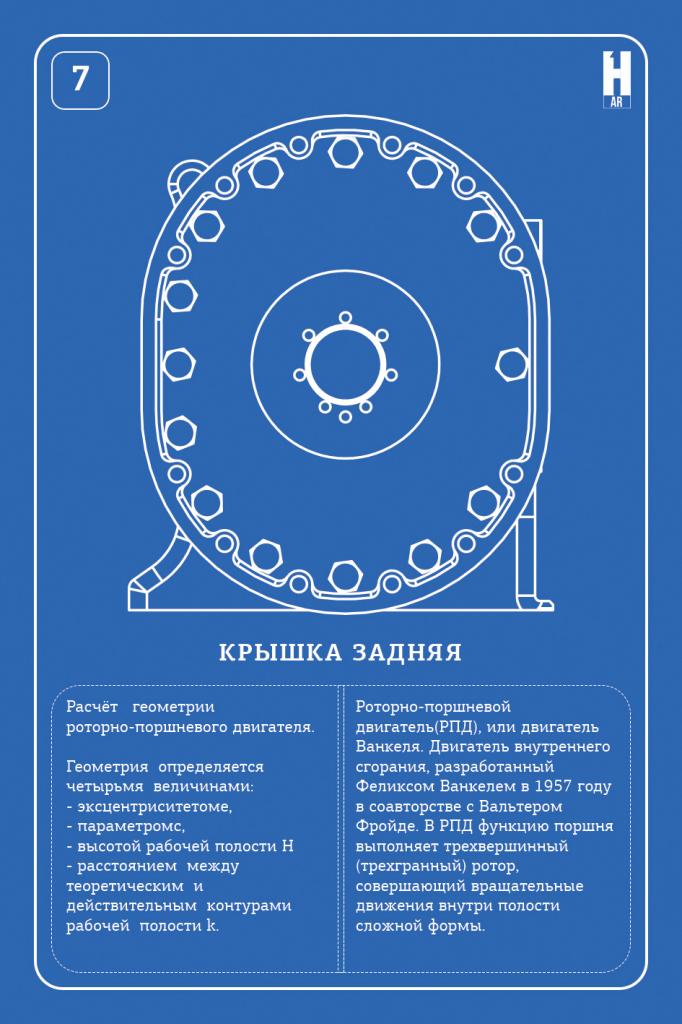 7
H
AR
КРЫШКА ЗАДНЯЯ
Расчёт геометрии
роторно-поршневого двигателя.
Геометрия определяется
четырьмя величинами:
- эксцентриситетоме,
- параметромс,
- высотой рабочей полости H
- расстоянием между
теоретическим и
действительным контурами
рабочей полости k.
Роторно-поршневой
двигатель(РПД), или двигатель
Ванкеля. Двигатель внутреннего
сгорания, разработанный
Феликсом Ванкелем в 1957 году
в соавторстве с Вальтером
Фройде. В РПД функцию поршня
выполняет трехвершинный
(трехгранный) ротор,
совершающий вращательные
движения внутри полости
сложной формы.